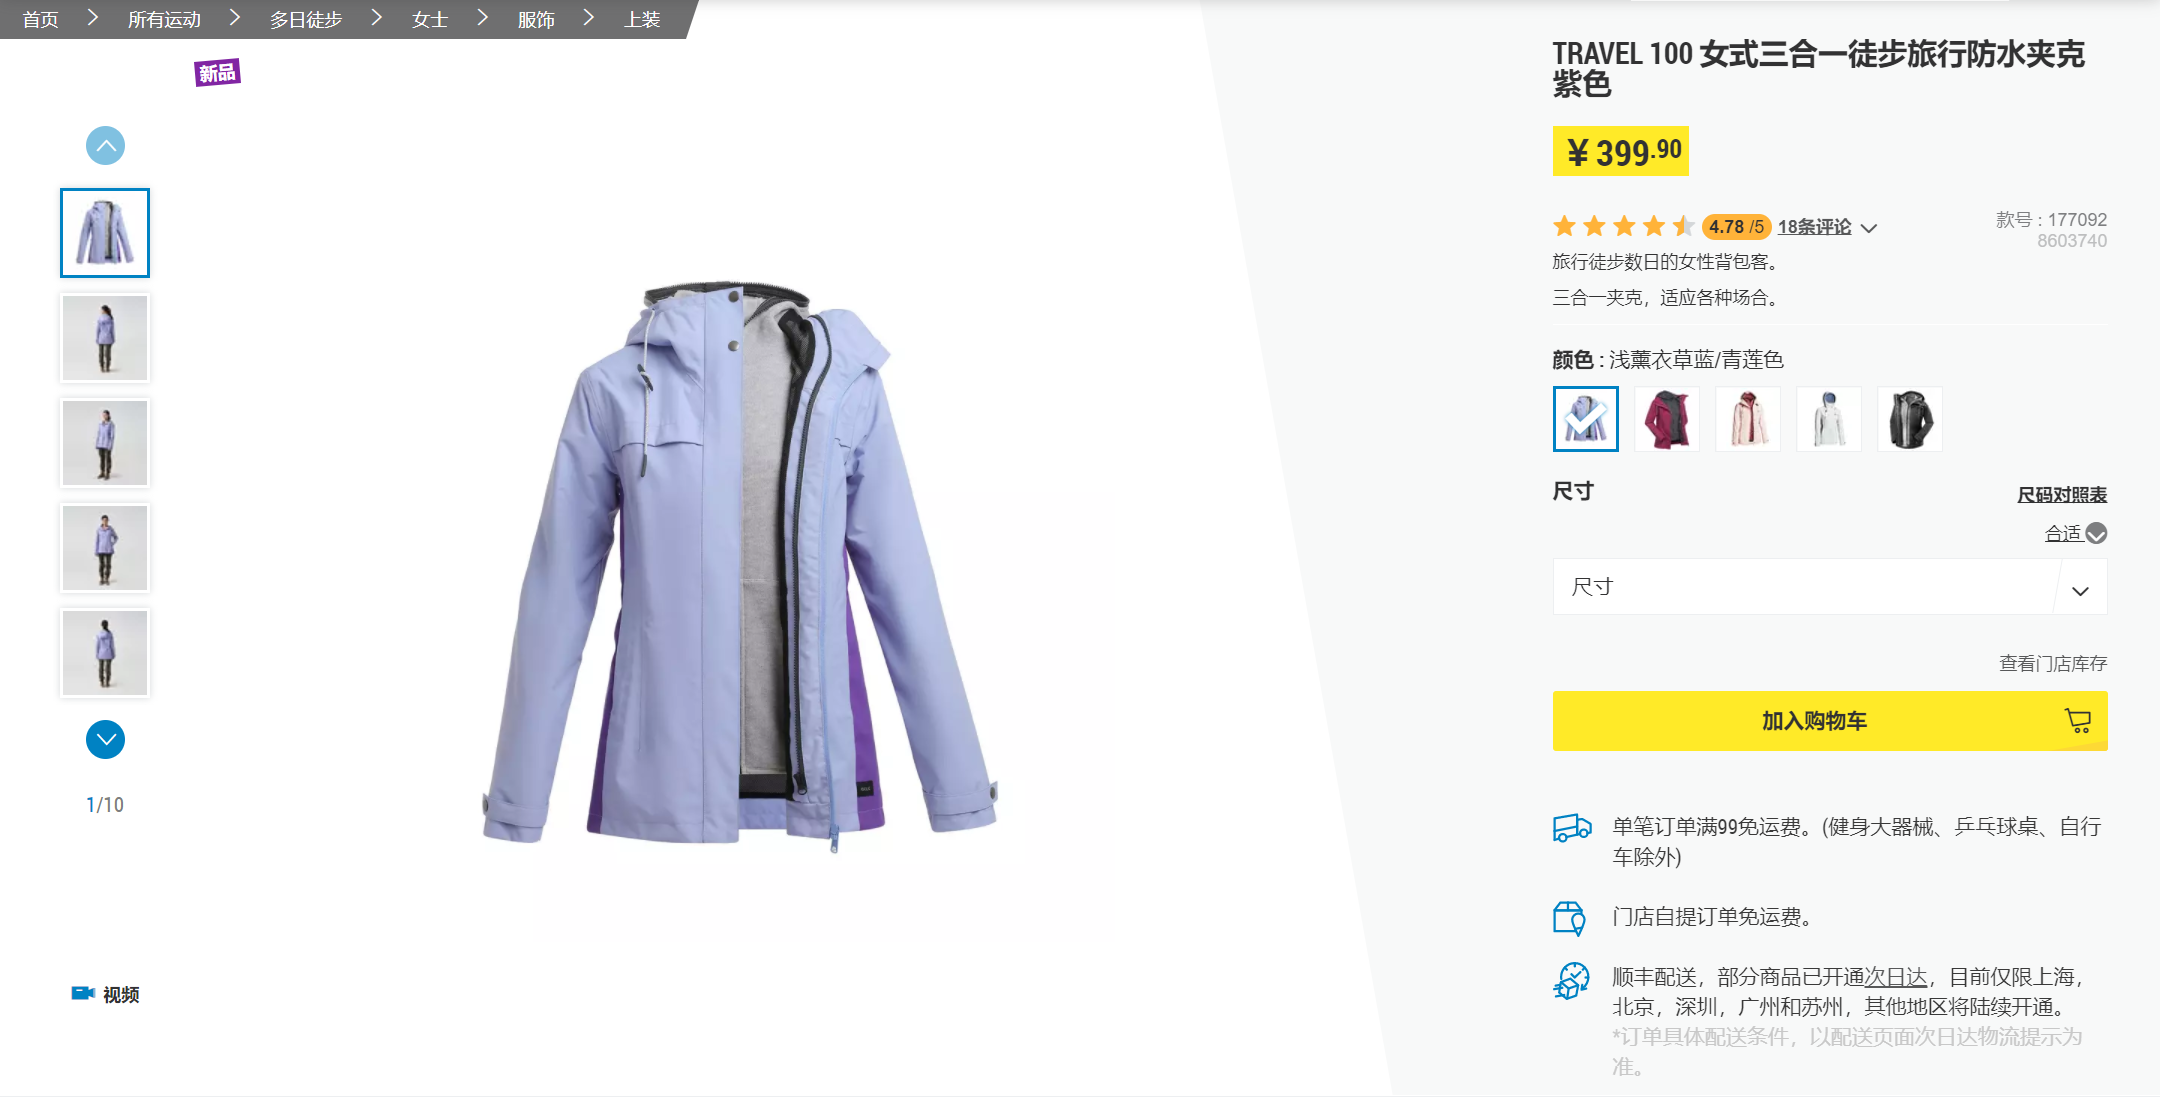 首页 > 所有运动 > 多日徒步 > 女士 > 服饰 > 上装
新品
1/10
视频
TRAVEL 100 女式三合一徒步旅行防水夹克
紫色
¥ 399.90
4.78 /5 18条评论
款号 : 177092
8603740
旅行徒步数日的女性背包客。
三合一夹克，适应各种场合。
颜色 : 浅薰衣草蓝/青莲色
尺寸
尺码对照表
合适
尺寸
查看门店库存
加入购物车
单笔订单满99免运费。(健身大器械、乒乓球桌、自行
车除外)
门店自提订单免运费。
顺丰配送，部分商品已开通次日达，目前仅限上海，
北京，深圳，广州和苏州，其他地区将陆续开通。
*订单具体配送条件，以配送页面次日达物流提示为
准。